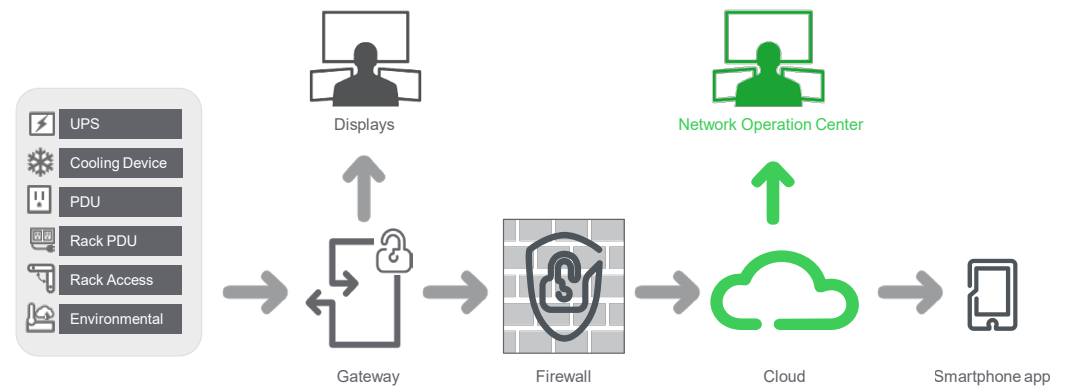 Displays
Network Operation Center
UPS
Cooling Device
PDU
Rack PDU
Rack Access
Environmental
Gateway
Firewall
Cloud
Smartphone app